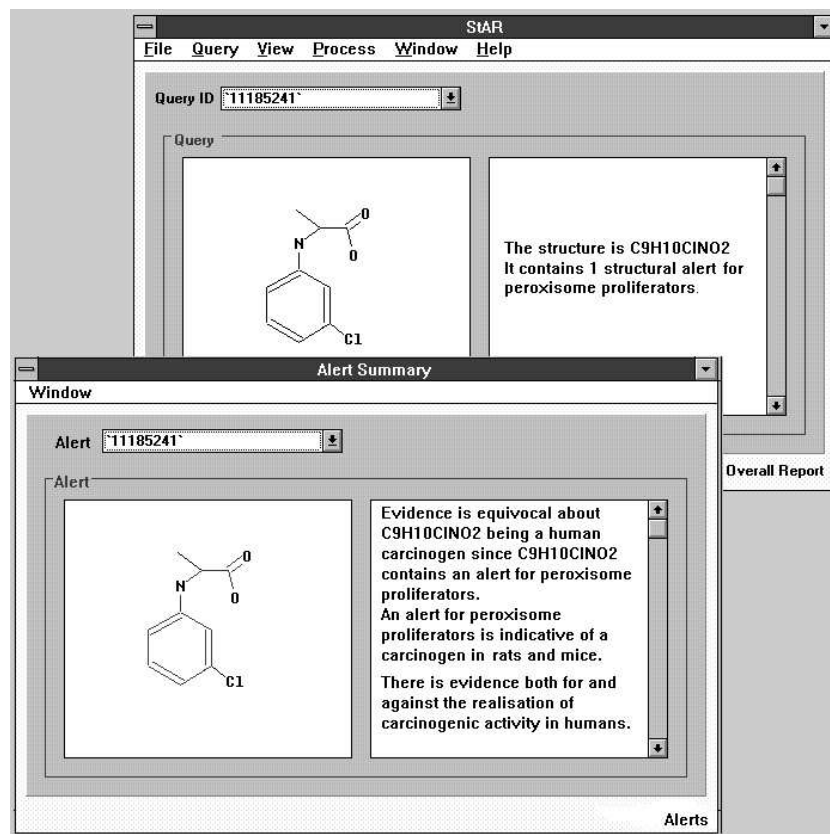 StAR
File Query View Process Window Help
Query ID `11185241`
Query
O
N
O
Cl
The structure is C9H10ClNO2
It contains 1 structural alert for
peroxisome proliferators.
Overall Report
Alert Summary
Window
Alert `11185241`
Alert
O
N
O
Cl
Evidence is equivocal about
C9H10ClNO2 being a human
carcinogen since C9H10ClNO2
contains an alert for peroxisome
proliferators.
An alert for peroxisome
proliferators is indicative of a
carcinogen in rats and mice.
There is evidence both for and
against the realisation of
carcinogenic activity in humans.
Alerts